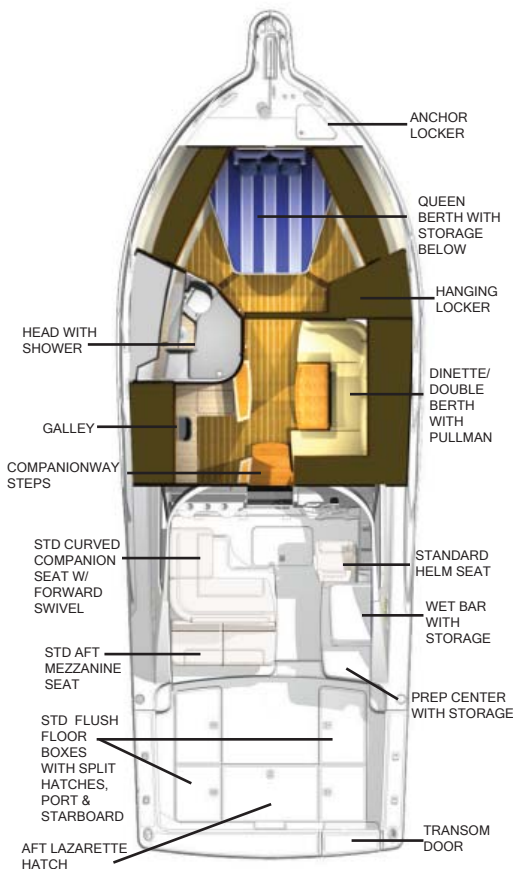 ANCHOR
LOCKER
QUEEN
BERTH WITH
STORAGE
BELOW
HANGING
LOCKER
HEAD WITH
SHOWER
DINETTE/
DOUBLE
BERTH
WITH
PULLMAN
GALLEY
COMPANIONWAY
STEPS
STD CURVED
COMPANION
SEAT W/
FORWARD
SWIVEL
STANDARD
HELM SEAT
WET BAR
WITH
STORAGE
STD AFT
MEZZANINE
SEAT
PREP CENTER
WITH STORAGE
STD FLUSH
FLOOR
BOXES
WITH SPLIT
HATCHES,
PORT &
STARBOARD
TRANSOM
DOOR
AFT LAZARETTE
HATCH